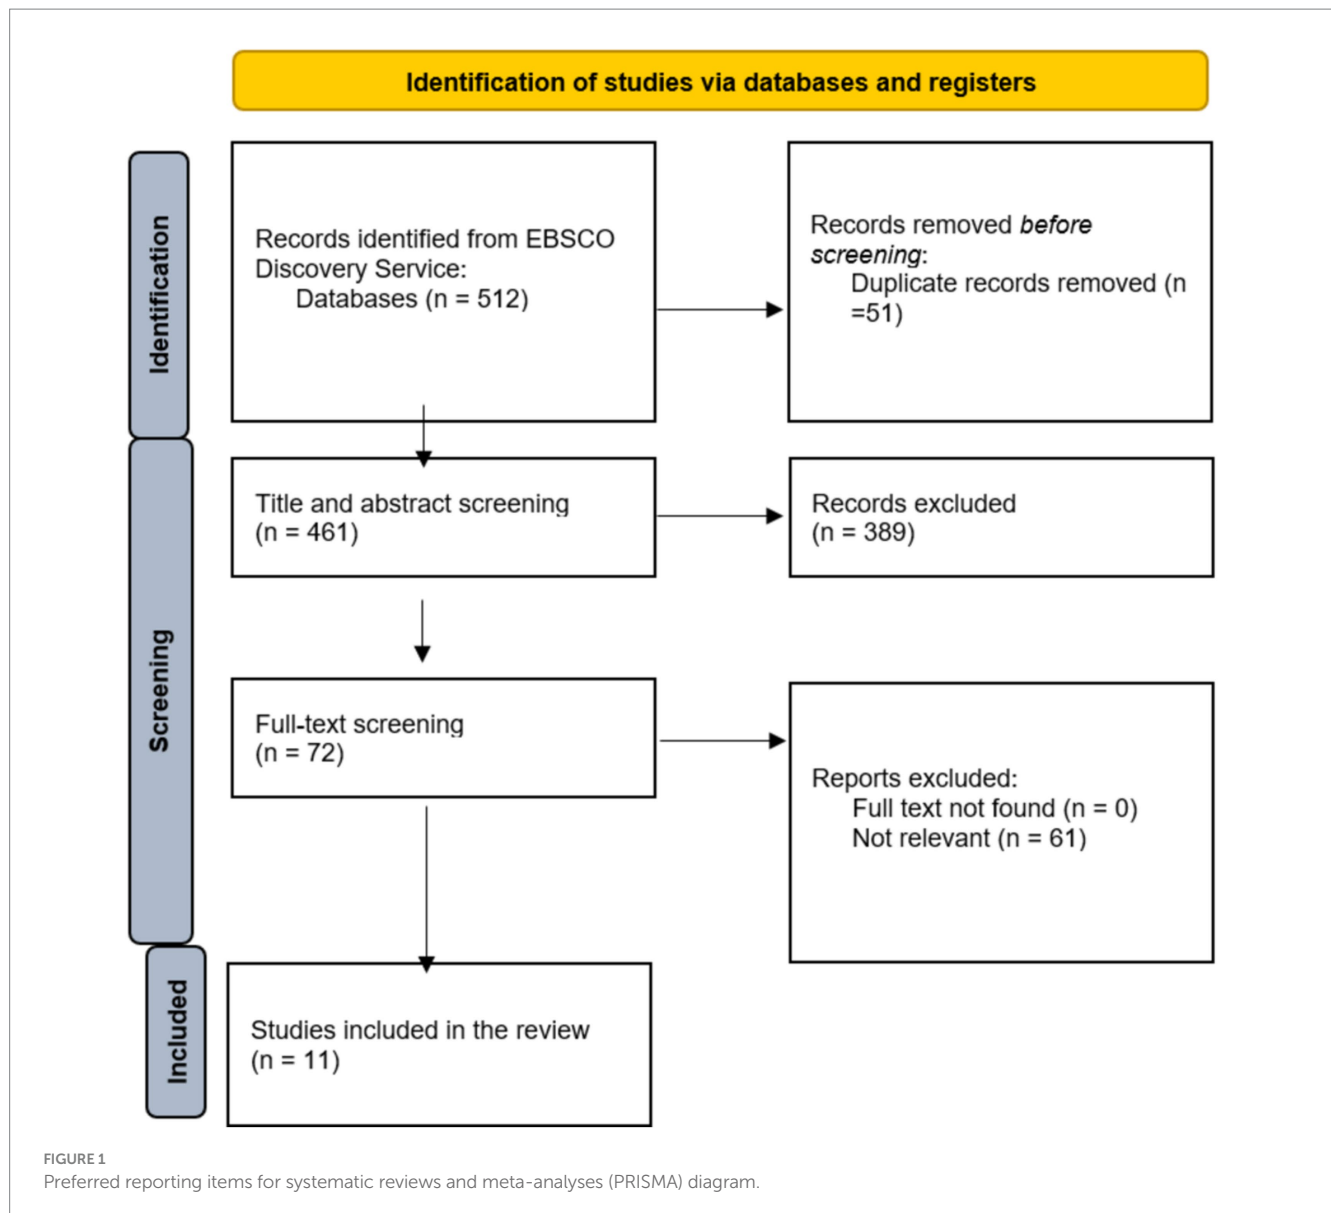 Identification of studies via databases and registers
Identification
Records identified from EBSCO
Discovery Service:
Databases (n = 512)
Records removed before
screening:
Duplicate records removed (n
=51)
Screening
Title and abstract screening
(n = 461)
Records excluded
(n = 389)
Full-text screening
(n = 72)
Reports excluded:
Full text not found (n = 0)
Not relevant (n = 61)
Included
Studies included in the review
(n = 11)
FIGURE 1
Preferred reporting items for systematic reviews and meta-analyses (PRISMA) diagram.